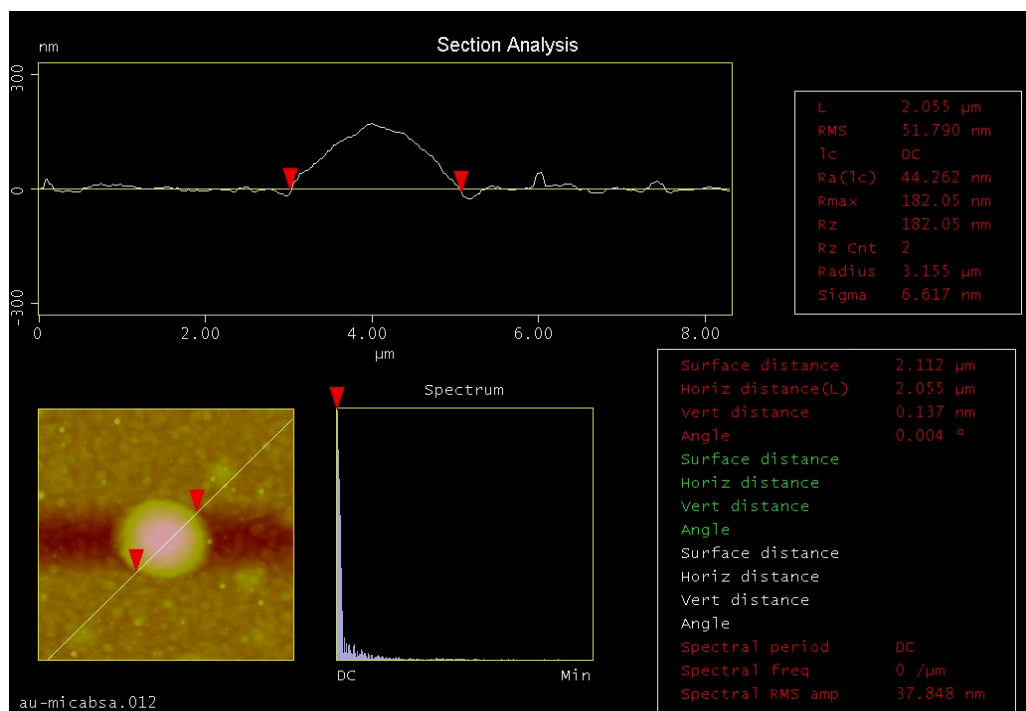 Section Analysis
nm
300
0
-300
0 2.00 4.00 6.00 8.00
µm
L 2.055 µm
RMS 51.790 nm
lc DC
Ra(lc) 44.262 nm
Rmax 182.05 nm
Rz 182.05 nm
Rz Cnt 2
Radius 3.155 µm
Sigma 6.617 nm
Surface distance 2.112 µm
Horiz distance(L) 2.055 µm
Vert distance 0.137 nm
Angle 0.004 °
Surface distance
Horiz distance
Vert distance
Angle
Surface distance
Horiz distance
Vert distance
Angle
Spectral period DC
Spectral freq 0 /µm
Spectral RMS amp 37.848 nm
Spectrum
DC Min
au-micabsa.012